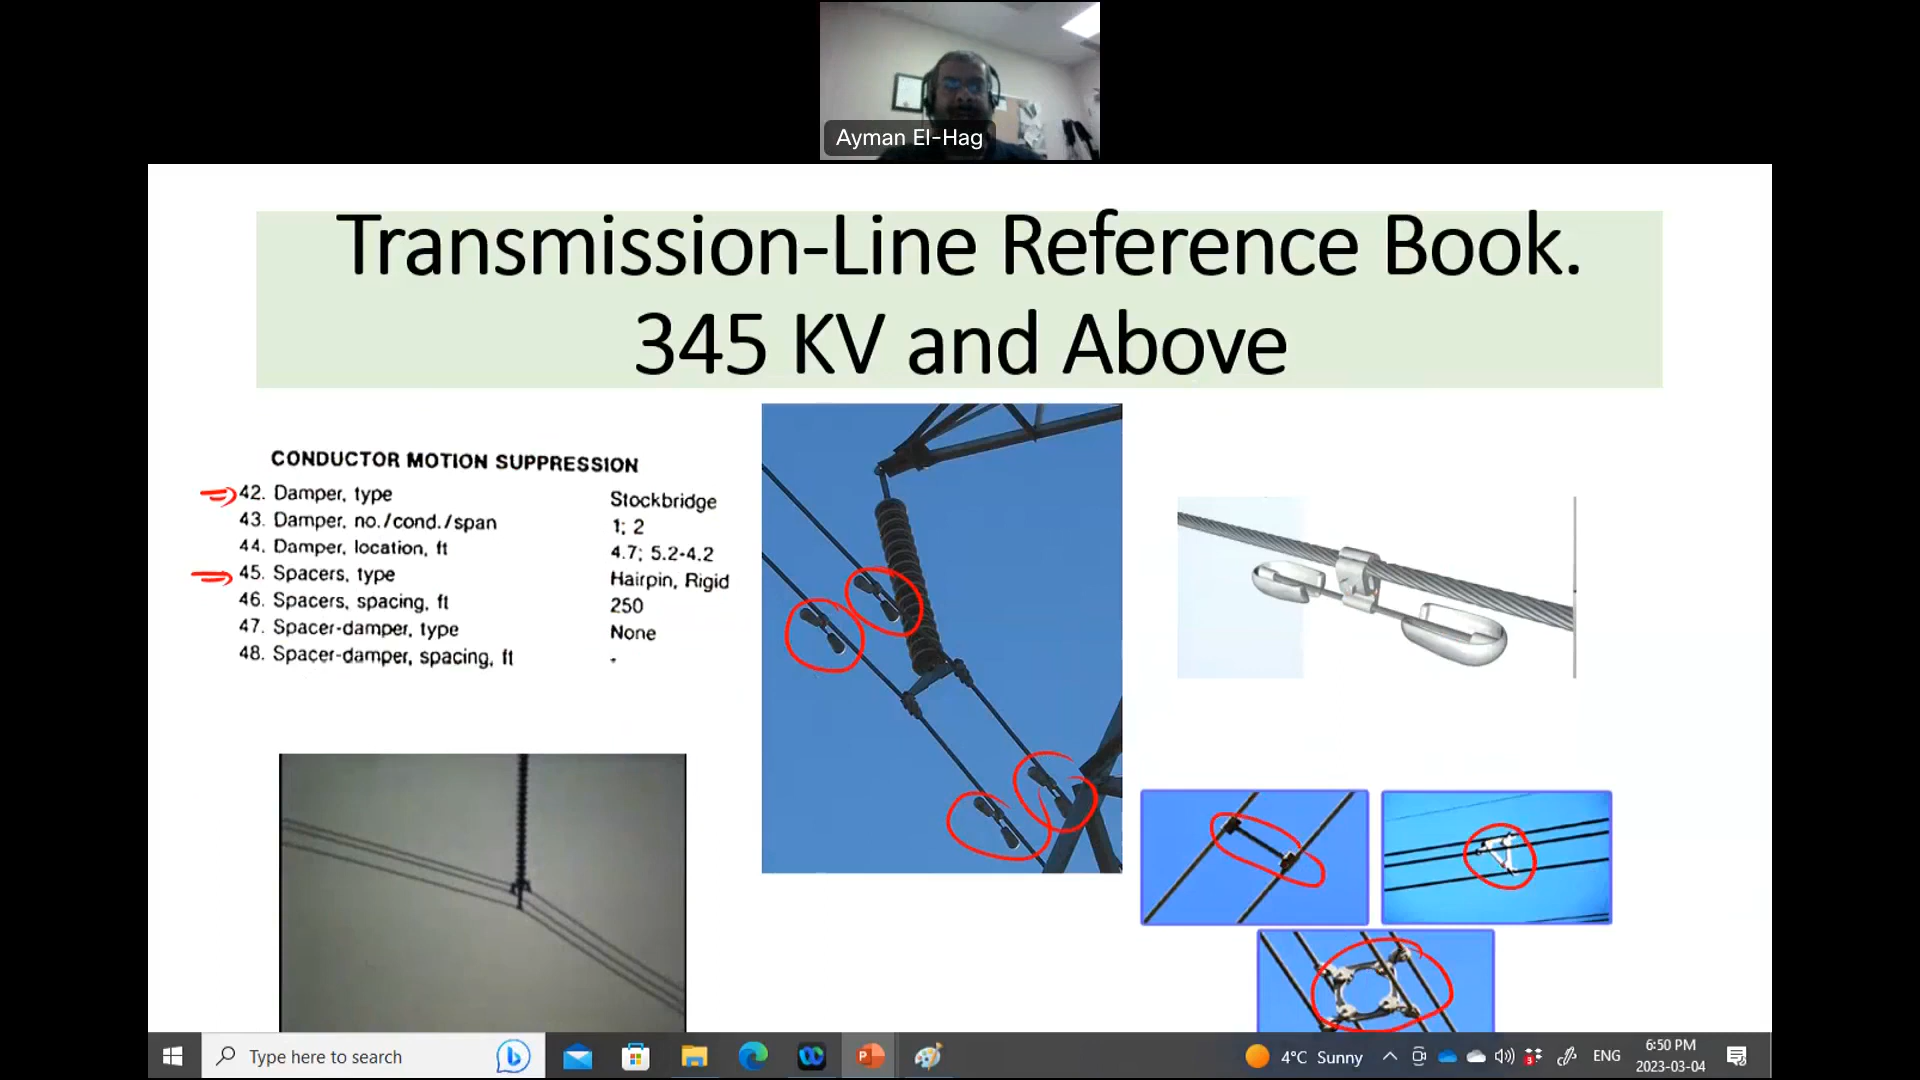 Ayman El-Hag
Transmission-Line Reference Book.
345 KV and Above
CONDUCTOR MOTION SUPPRESSION
42. Damper, type Stockbridge
43. Damper, no./cond./span 1; 2
44. Damper, location, ft 4.7; 5.2-4.2
45. Spacers, type Hairpin, Rigid
46. Spacers, spacing, ft 250
47. Spacer-damper, type None
48. Spacer-damper, spacing, ft -
Type here to search
4°C Sunny
ENG
6:50 PM
2023-03-04